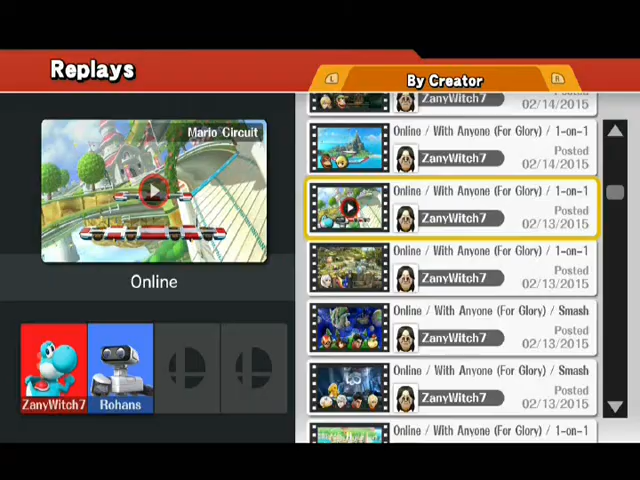 Replays
L
By Creator
R
Mario Circuit
Online
ZanyWitch7
Rohans
ZanyWitch7
02/14/2015
Online / With Anyone (For Glory) / 1-on-1
Posted
ZanyWitch7
02/14/2015
Online / With Anyone (For Glory) / 1-on-1
Posted
ZanyWitch7
02/13/2015
Online / With Anyone (For Glory) / 1-on-1
Posted
ZanyWitch7
02/13/2015
Online / With Anyone (For Glory) / Smash
Posted
ZanyWitch7
02/13/2015
Online / With Anyone (For Glory) / Smash
Posted
ZanyWitch7
02/13/2015
Online / With Anyone (For Glory) / 1-on-1